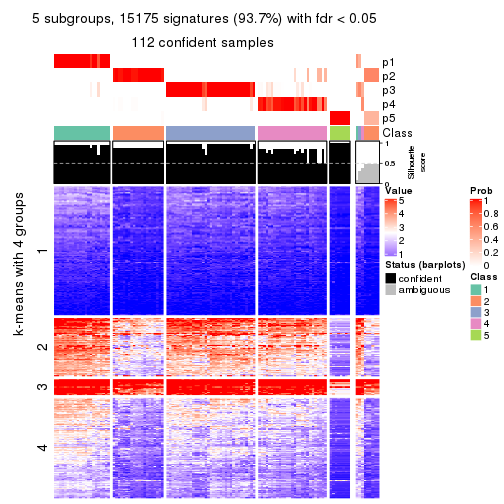 5 subgroups, 15175 signatures (93.7%) with fdr < 0.05
112 confident samples
p1
p2
p3
p4
p5
Class
1
0.5
0
Silhouette
score
k-means with 4 groups
1
2
3
4
Value
5
4
3
2
1
Status (barplots)
confident
ambiguous
Prob
1
0.8
0.6
0.4
0.2
0
Class
1
2
3
4
5